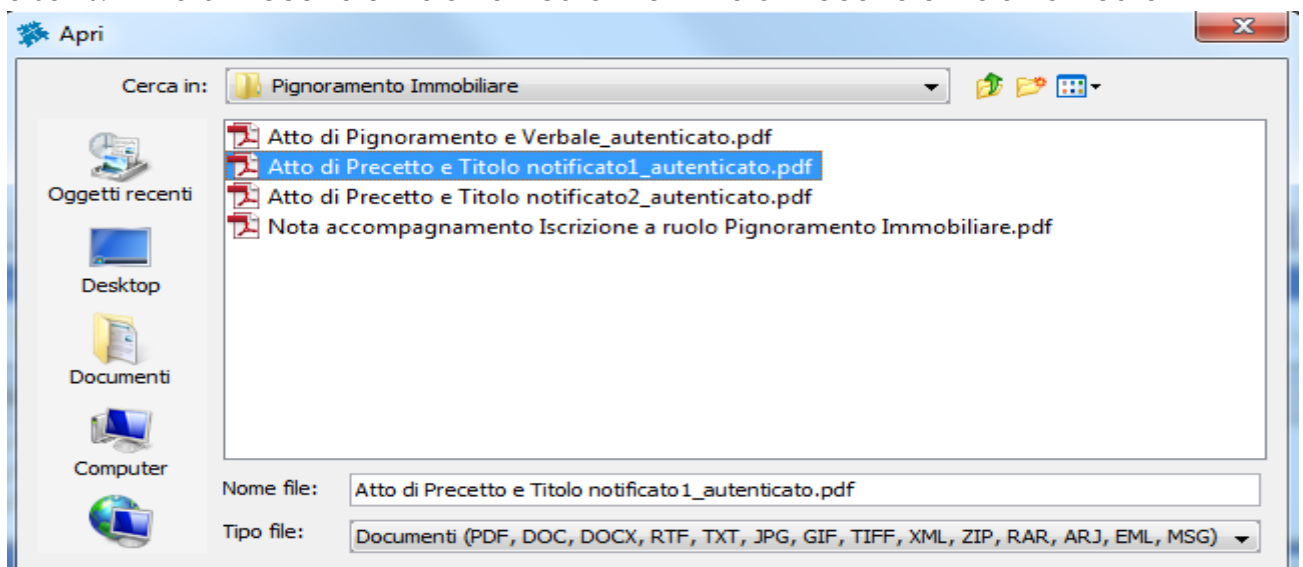 Apri
Cerca in: Pignoramento Immobiliare
Atto di Pignoramento e Verbale_autenticato.pdf
Atto di Precetto e Titolo notificato1_autenticato.pdf
Atto di Precetto e Titolo notificato2_autenticato.pdf
Nota accompagnamento Iscrizione a ruolo Pignoramento Immobiliare.pdf
Oggetti recenti
Desktop
Documenti
Computer
Nome file: Atto di Precetto e Titolo notificato1_autenticato.pdf
Tipo file: Documenti (PDF, DOC, DOCX, RTF, TXT, JPG, GIF, TIFF, XML, ZIP, RAR, ARJ, EML, MSG)